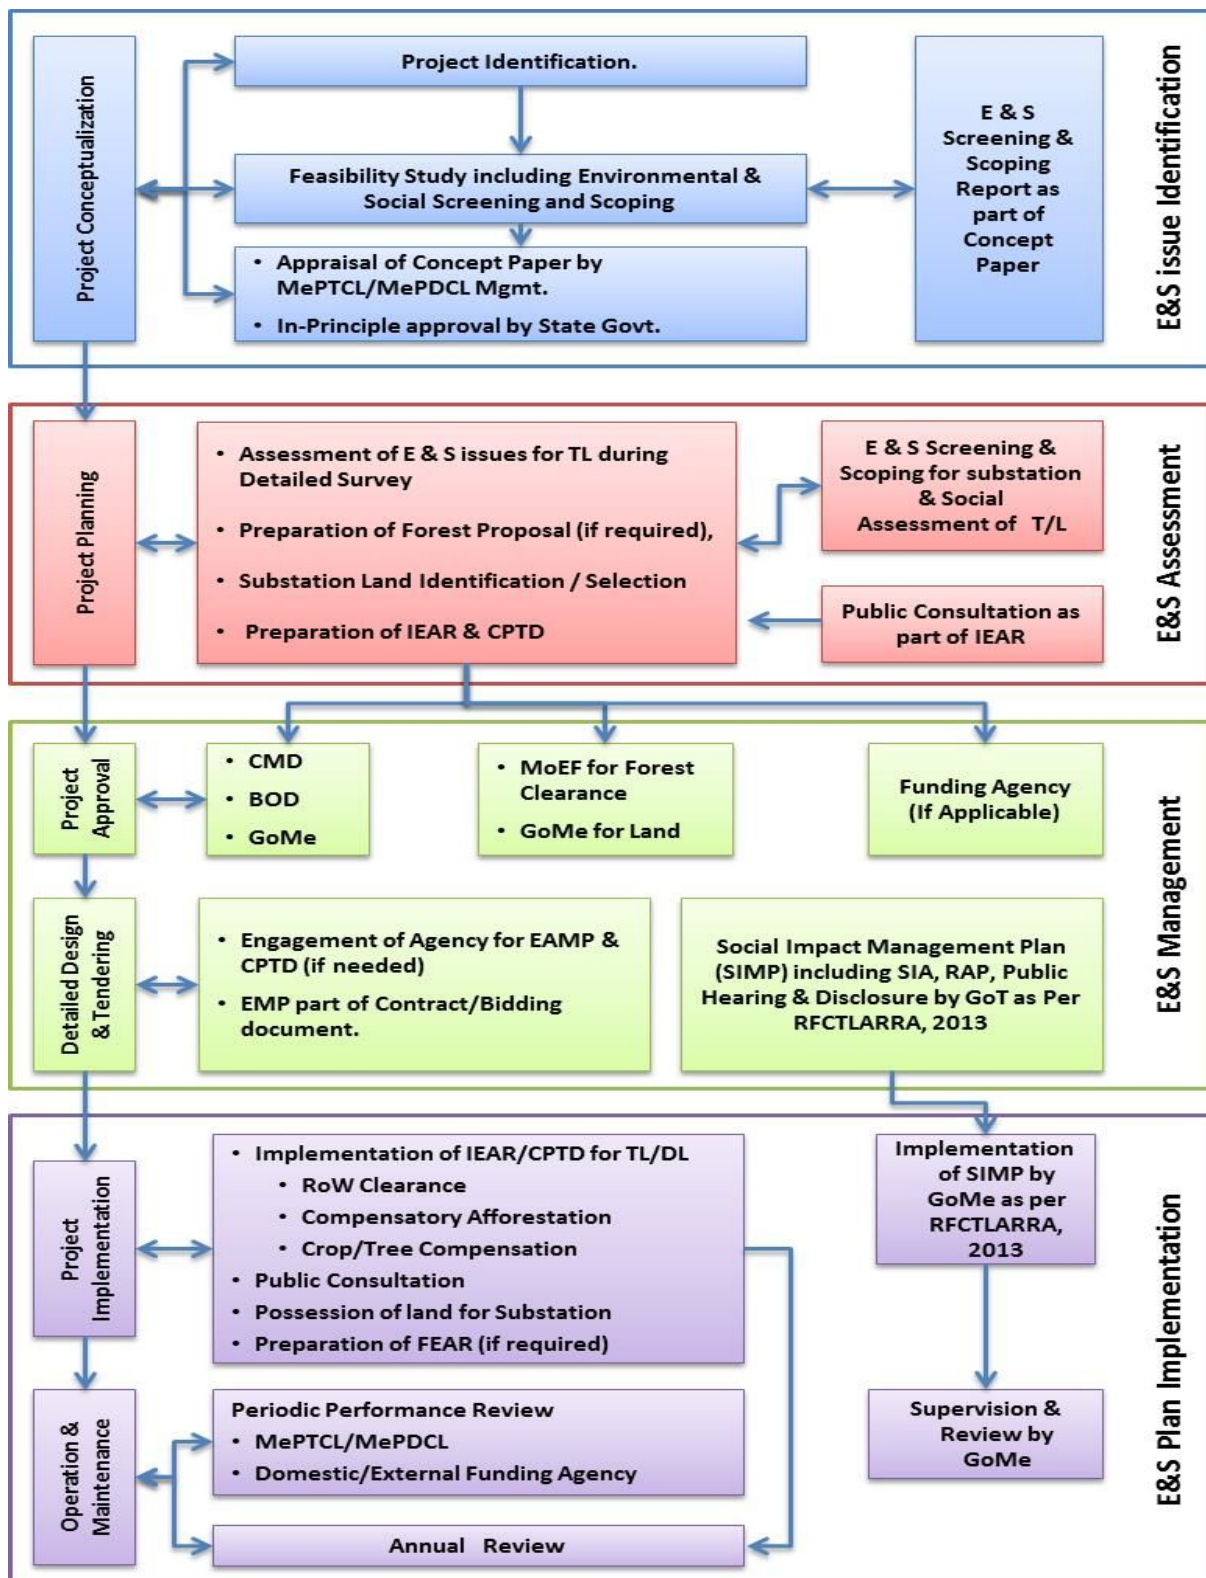 Project Conceptualization
Project Identification.
Feasibility Study including Environmental &
Social Screening and Scoping
• Appraisal of Concept Paper by
MePTCL/MePDCL Mgmt.
• In-Principle approval by State Govt.
E & S
Screening &
Scoping
Report as
part of
Concept
Paper
E&S issue Identification
Project Planning
• Assessment of E & S issues for TL during
Detailed Survey
• Preparation of Forest Proposal (if required),
• Substation Land Identification / Selection
• Preparation of IEAR & CPTD
E & S Screening &
Scoping for substation
& Social
Assessment of T/L
Public Consultation as
part of IEAR
E&S Assessment
Project
Approval
• CMD
• BOD
• GoMe
• MoEF for Forest
Clearance
• GoMe for Land
Funding Agency
(If Applicable)
Detailed Design
& Tendering
• Engagement of Agency for EAMP &
CPTD (if needed)
• EMP part of Contract/Bidding
document.
Social Impact Management Plan
(SIMP) including SIA, RAP, Public
Hearing & Disclosure by GoT as Per
RFCTLARRA, 2013
E&S Management
Project
Implementation
• Implementation of IEAR/CPTD for TL/DL
• RoW Clearance
• Compensatory Afforestation
• Crop/Tree Compensation
• Public Consultation
• Possession of land for Substation
• Preparation of FEAR (if required)
Implementation
of SIMP by
GoMe as per
RFCTLARRA,
2013
Operation &
Maintenance
Periodic Performance Review
• MePTCL/MePDCL
• Domestic/External Funding Agency
Annual Review
Supervision &
Review by
GoMe
E&S Plan Implementation